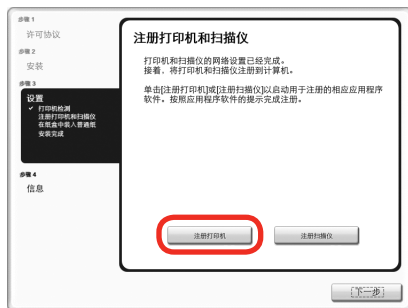 步骤 1
许可协议
步骤 2
安装
步骤 3
设置
✓ 打印机检测
注册打印机和扫描仪
在纸盒中装入普通纸
安装完成
步骤 4
信息
注册打印机和扫描仪
打印机和扫描仪的网络设置已经完成。
接着，将打印机和扫描仪注册到计算机。
单击[注册打印机]或[注册扫描仪]以启动用于注册的相应应用程序
软件。按照应用程序软件的提示完成注册。
注册打印机
注册扫描仪
下一步